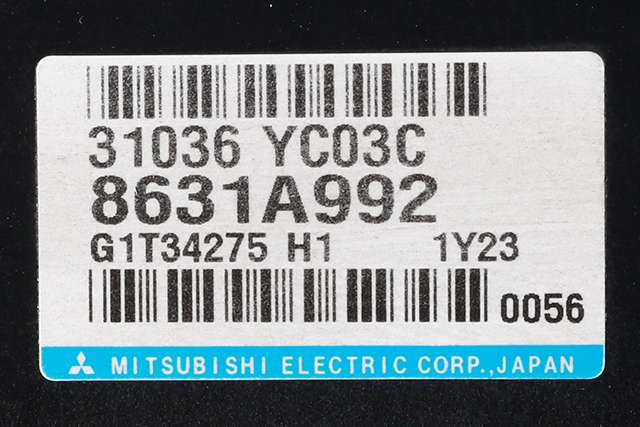 31036 YC03C
8631A992
G1T34275 H1 1Y23
0056
MITSUBISHI ELECTRIC CORP.,JAPAN